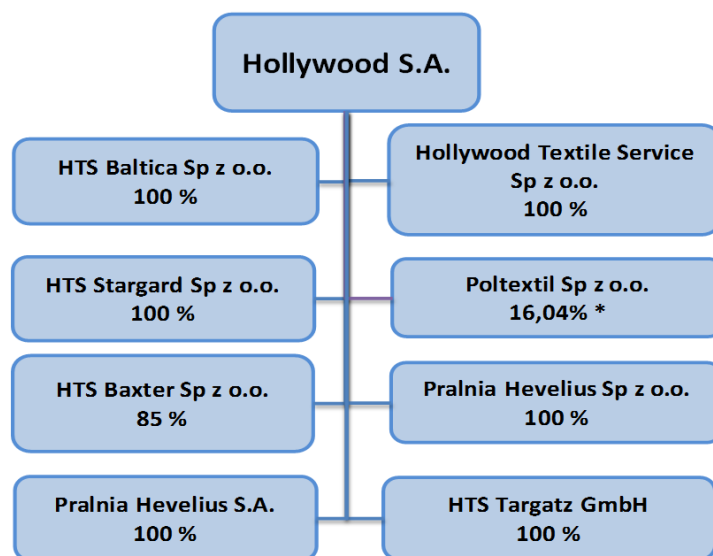 Hollywood S.A.
HTS Baltica Sp z o.o.
100 %
Hollywood Textile Service
Sp z o.o.
100 %
HTS Stargard Sp z o.o.
100 %
Poltextil Sp z o.o.
16,04% *
HTS Baxter Sp z o.o.
85 %
Pralnia Hevelius Sp z o.o.
100 %
Pralnia Hevelius S.A.
100 %
HTS Targatz GmbH
100 %